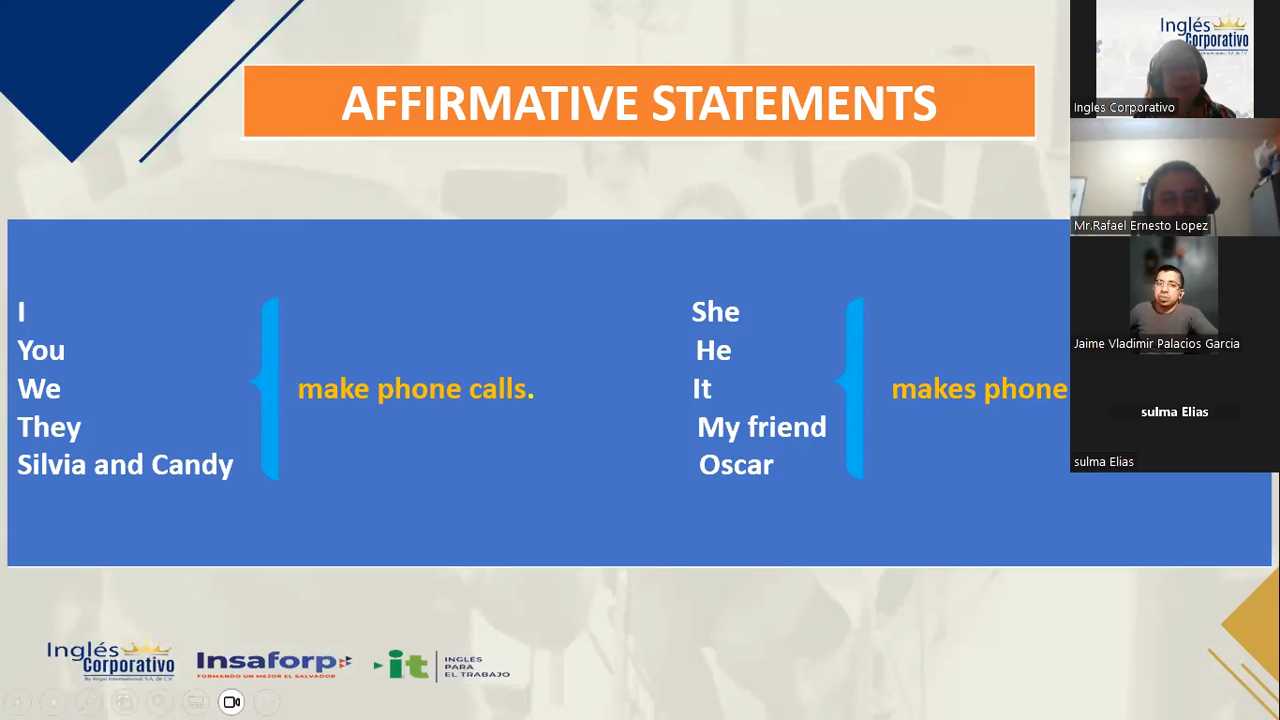 AFFIRMATIVE STATEMENTS
I
You
We
They
Silvia and Candy
make phone calls.
She
He
It
My friend
Oscar
makes phone
Inglés
Corporativo
Ingles Corporativo
Mr.Rafael Ernesto Lopez
Jaime Vladimir Palacios Garcia
sulma Elias
sulma Elias
Inglés
Corporativo
Insaforp
FORMANDO UN MEJOR EL SALVADOR
it
INGLÉS
PARA
EL TRABAJO